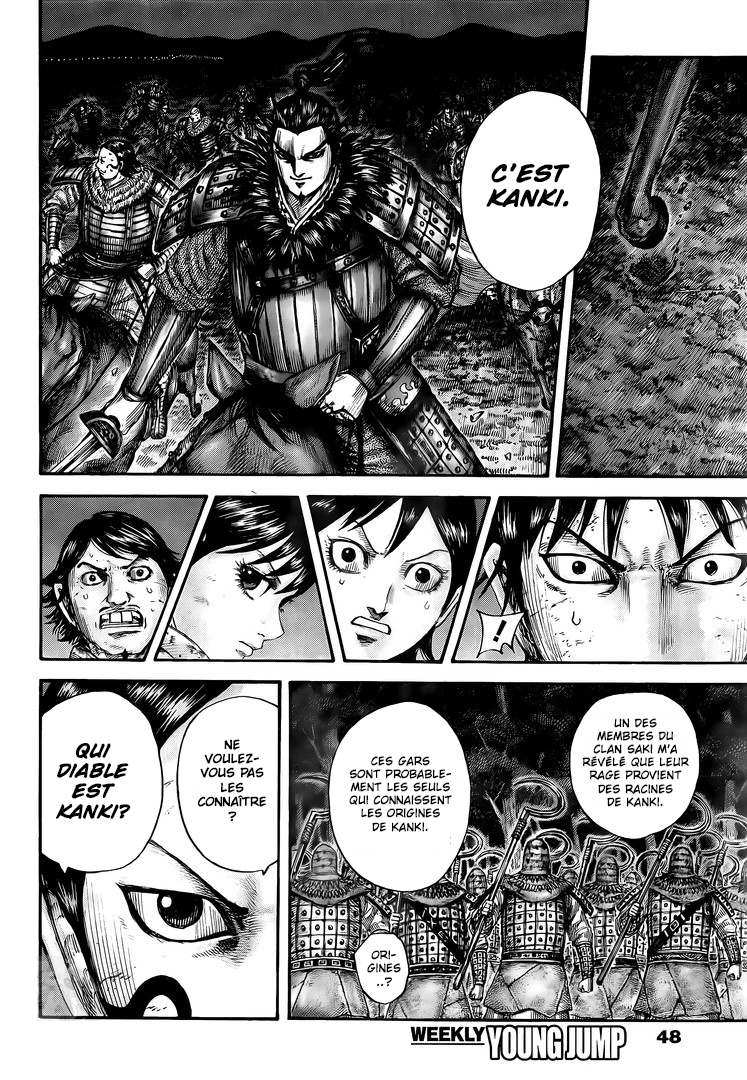 C'EST
KANKI.
!
UN DES
MEMBRES DU
CLAN SAKI M'A
RÉVÉLÉ QUE LEUR
RAGE PROVIENT
DES RACINES
DE KANKI.
CES GARS
SONT PROBABLE-
MENT LES SEULS
QUI CONNAISSENT
LES ORIGINES
DE KANKI.
ORI-
GINES
..?
NE
VOULEZ-
VOUS PAS
LES
CONNAÎTRE
?
QUI
DIABLE
EST
KANKI?
WEEKLY YOUNG JUMP 48